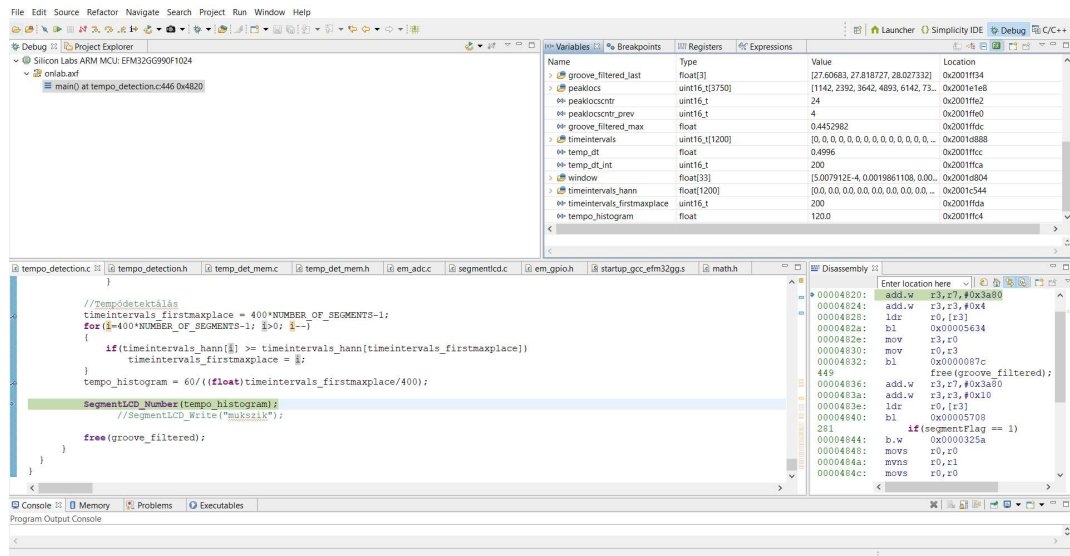 File Edit Source Refactor Navigate Search Project Run Window Help
Launcher {} Simplicity IDE Debug C/C++
Debug Project Explorer
Silicon Labs ARM MCU: EFM32GG990F1024
onlab.axf
main() at tempo_detection.c:446 0x4820
Variables Breakpoints Registers Expressions
Name Type Value Location
groove_filtered_last float[3] [27.60683, 27.818727, 28.027332] 0x2001ff34
peaklocs uint16_t[3750] [1142, 2392, 3642, 4893, 6142, 73... 0x2001e1e8
peaklocscntr uint16_t 24 0x2001ffe2
peaklocscntr_prev uint16_t 4 0x2001ffe0
groove_filtered_max float 0.4452982 0x2001ffdc
timeintervals uint16_t[1200] [0, 0, 0, 0, 0, 0, 0, 0, 0, 0, 0, 0, 0, ... 0x2001d888
temp_dt float 0.4996 0x2001ffcc
temp_dt_int uint16_t 200 0x2001ffca
window float[33] [5.007912E-4, 0.0019861108, 0.00... 0x2001d804
timeintervals_hann float[1200] [0.0, 0.0, 0.0, 0.0, 0.0, 0.0, 0.0, 0.0, ... 0x2001c544
timeintervals_firstmaxplace uint16_t 200 0x2001ffda
tempo_histogram float 120.0 0x2001ffc4
tempo_detection.c tempo_detection.h temp_det_mem.c temp_det_mem.h em_adc.c segmentlcd.c em_gpio.h startup_gcc_efm32gg.s math.h
}
//Tempódetektálás
timeintervals_firstmaxplace = 400*NUMBER_OF_SEGMENTS-1;
for(i=400*NUMBER_OF_SEGMENTS-1; i>0; i--)
{
if(timeintervals_hann[i] >= timeintervals_hann[timeintervals_firstmaxplace])
timeintervals_firstmaxplace = i;
}
tempo_histogram = 60/((float)timeintervals_firstmaxplace/400);
SegmentLCD_Number(tempo_histogram);
//SegmentLCD_Write("mukszik");
free(groove_filtered);
}
}
}
Disassembly
Enter location here
00004820: add.w r3,r7,#0x3a80
00004824: add.w r3,r3,#0x4
00004828: ldr r0,[r3]
0000482a: bl 0x00005634
0000482e: mov r3,r0
00004830: mov r0,r3
00004832: bl 0x0000087c
449 free(groove_filtered);
00004836: add.w r3,r7,#0x3a80
0000483a: add.w r3,r3,#0x10
0000483e: ldr r0,[r3]
00004840: bl 0x00005708
281 if(segmentFlag == 1)
00004844: b.w 0x0000325a
00004848: movs r0,r0
0000484a: mvns r0,r1
0000484c: movs r0,r0
Console Memory Problems Executables
Program Output Console